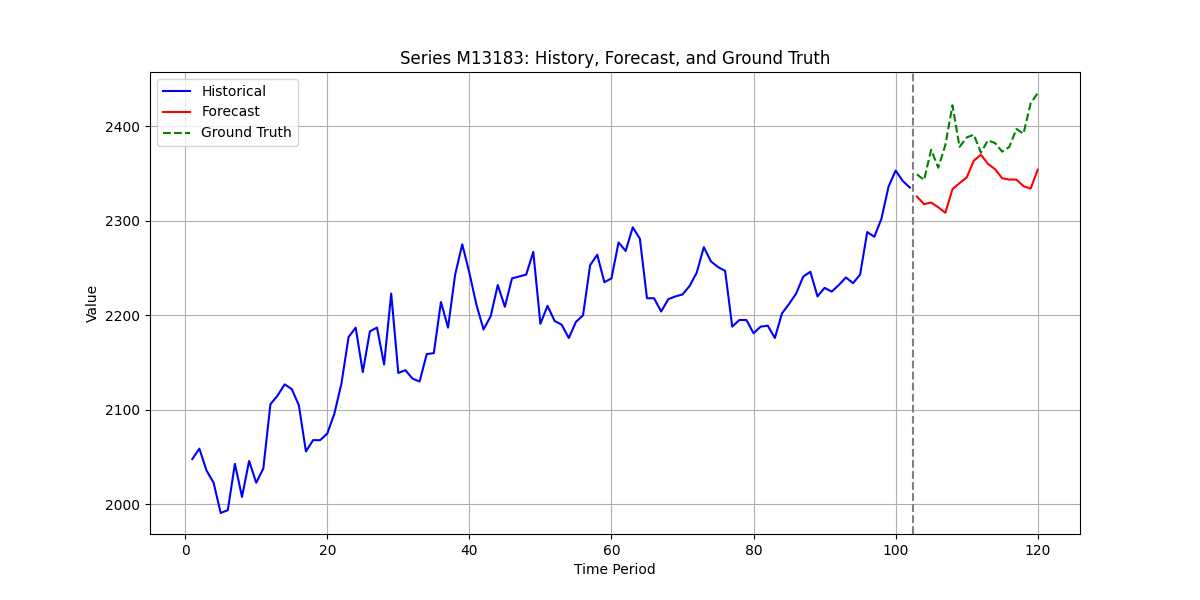 Series M13183: History, Forecast, and Ground Truth
Historical
Forecast
Ground Truth
Value
2400
2300
2200
2100
2000
0 20 40 60 80 100 120
Time Period